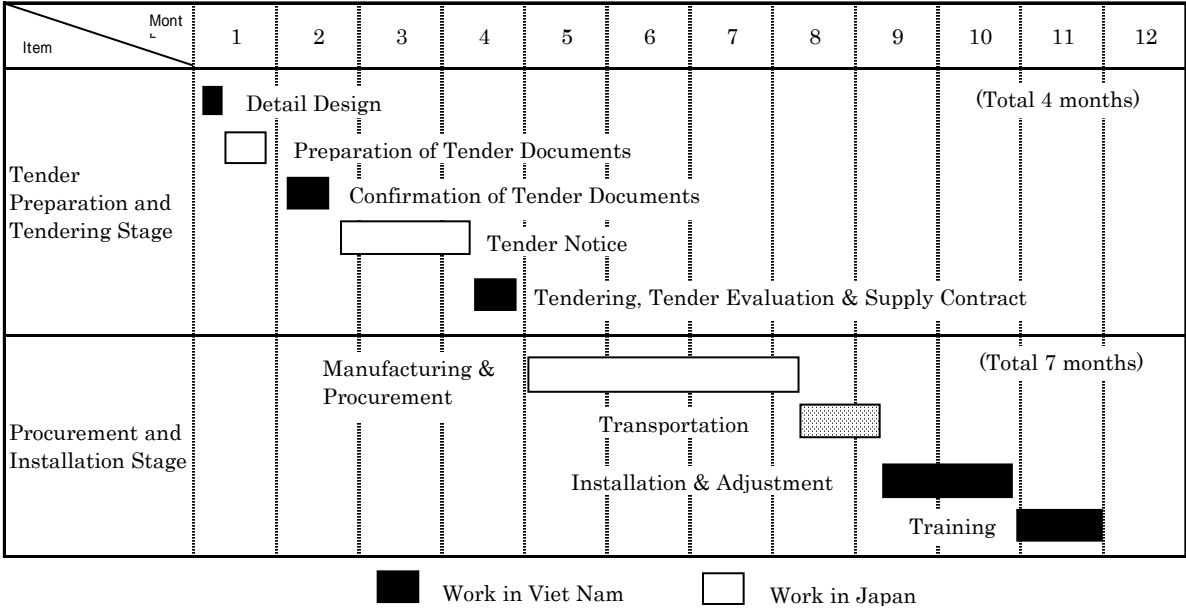 Mont
Item
1 2 3 4 5 6 7 8 9 10 11 12
Detail Design
(Total 4 months)
Preparation of Tender Documents
Tender
Preparation and
Tendering Stage
Confirmation of Tender Documents
Tender Notice
Tendering, Tender Evaluation & Supply Contract
Manufacturing &
Procurement
(Total 7 months)
Transportation
Procurement and
Installation Stage
Installation & Adjustment
Training
Work in Viet Nam
Work in Japan